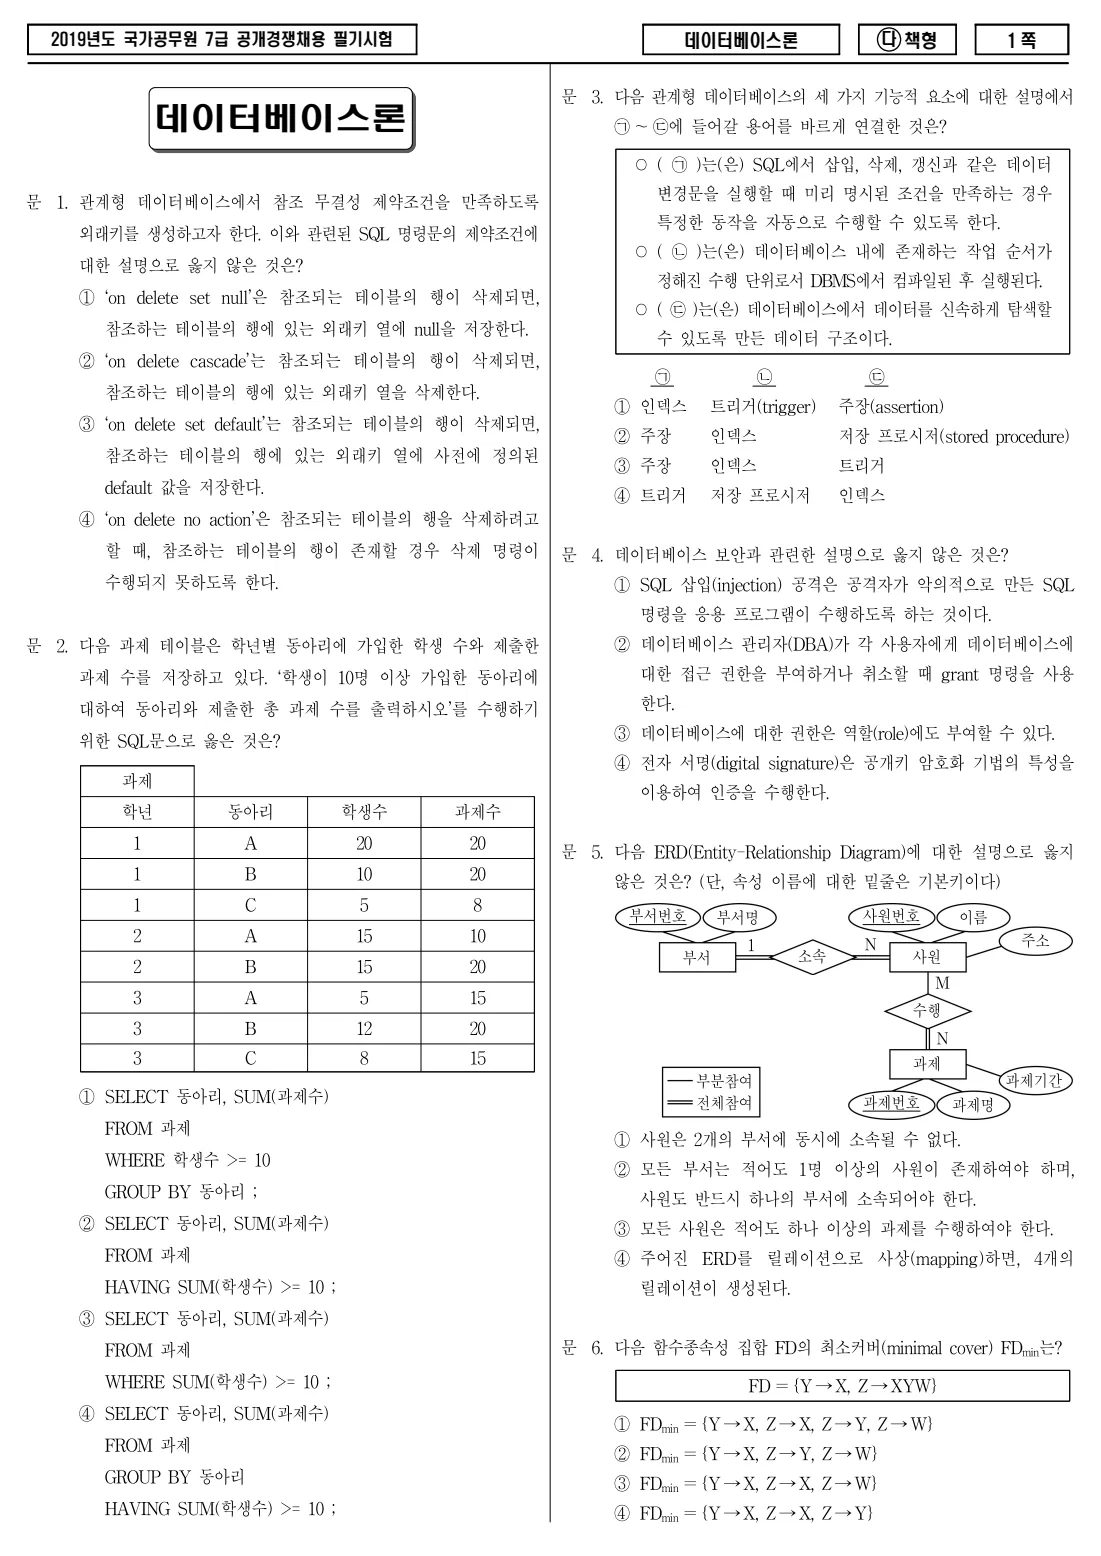 2019년도 국가공무원 7급 공개경쟁채용 필기시험
데이터베이스론
㉰ 책형
1 쪽
데이터베이스론
문 1. 관계형 데이터베이스에서 참조 무결성 제약조건을 만족하도록
외래키를 생성하고자 한다. 이와 관련된 SQL 명령문의 제약조건에
대한 설명으로 옳지 않은 것은?
① ‘on delete set null’은 참조되는 테이블의 행이 삭제되면,
참조하는 테이블의 행에 있는 외래키 열에 null을 저장한다.
② ‘on delete cascade’는 참조되는 테이블의 행이 삭제되면,
참조하는 테이블의 행에 있는 외래키 열을 삭제한다.
③ ‘on delete set default’는 참조되는 테이블의 행이 삭제되면,
참조하는 테이블의 행에 있는 외래키 열에 사전에 정의된
default 값을 저장한다.
④ ‘on delete no action’은 참조되는 테이블의 행을 삭제하려고
할 때, 참조하는 테이블의 행이 존재할 경우 삭제 명령이
수행되지 못하도록 한다.
문 2. 다음 과제 테이블은 학년별 동아리에 가입한 학생 수와 제출한
과제 수를 저장하고 있다. ‘학생이 10명 이상 가입한 동아리에
대하여 동아리와 제출한 총 과제 수를 출력하시오’를 수행하기
위한 SQL문으로 옳은 것은?
과제
학년 동아리 학생수 과제수
1 A 20 20
1 B 10 20
1 C 5 8
2 A 15 10
2 B 15 20
3 A 5 15
3 B 12 20
3 C 8 15
① SELECT 동아리, SUM(과제수)
FROM 과제
WHERE 학생수 >= 10
GROUP BY 동아리 ;
② SELECT 동아리, SUM(과제수)
FROM 과제
HAVING SUM(학생수) >= 10 ;
③ SELECT 동아리, SUM(과제수)
FROM 과제
WHERE SUM(학생수) >= 10 ;
④ SELECT 동아리, SUM(과제수)
FROM 과제
GROUP BY 동아리
HAVING SUM(학생수) >= 10 ;
문 3. 다음 관계형 데이터베이스의 세 가지 기능적 요소에 대한 설명에서
㉠ ~ ㉢에 들어갈 용어를 바르게 연결한 것은?
○ ( ㉠ )는(은) SQL에서 삽입, 삭제, 갱신과 같은 데이터
변경문을 실행할 때 미리 명시된 조건을 만족하는 경우
특정한 동작을 자동으로 수행할 수 있도록 한다.
○ ( ㉡ )는(은) 데이터베이스 내에 존재하는 작업 순서가
정해진 수행 단위로서 DBMS에서 컴파일된 후 실행된다.
○ ( ㉢ )는(은) 데이터베이스에서 데이터를 신속하게 탐색할
수 있도록 만든 데이터 구조이다.
㉠ ㉡ ㉢
① 인덱스 트리거(trigger) 주장(assertion)
② 주장 인덱스 저장 프로시저(stored procedure)
③ 주장 인덱스 트리거
④ 트리거 저장 프로시저 인덱스
문 4. 데이터베이스 보안과 관련한 설명으로 옳지 않은 것은?
① SQL 삽입(injection) 공격은 공격자가 악의적으로 만든 SQL
명령을 응용 프로그램이 수행하도록 하는 것이다.
② 데이터베이스 관리자(DBA)가 각 사용자에게 데이터베이스에
대한 접근 권한을 부여하거나 취소할 때 grant 명령을 사용
한다.
③ 데이터베이스에 대한 권한은 역할(role)에도 부여할 수 있다.
④ 전자 서명(digital signature)은 공개키 암호화 기법의 특성을
이용하여 인증을 수행한다.
문 5. 다음 ERD(Entity-Relationship Diagram)에 대한 설명으로 옳지
않은 것은? (단, 속성 이름에 대한 밑줄은 기본키이다)
부서번호 부서명 사원번호 이름
주소
부서 1 소속 N 사원
M
수행
N
과제
과제기간
부분참여
전체참여
과제번호 과제명
① 사원은 2개의 부서에 동시에 소속될 수 없다.
② 모든 부서는 적어도 1명 이상의 사원이 존재하여야 하며,
사원도 반드시 하나의 부서에 소속되어야 한다.
③ 모든 사원은 적어도 하나 이상의 과제를 수행하여야 한다.
④ 주어진 ERD를 릴레이션으로 사상(mapping)하면, 4개의
릴레이션이 생성된다.
문 6. 다음 함수종속성 집합 FD의 최소커버(minimal cover) FDmin는?
FD = {Y→X, Z→XYW}
① FDmin = {Y→X, Z→X, Z→Y, Z→W}
② FDmin = {Y→X, Z→Y, Z→W}
③ FDmin = {Y→X, Z→X, Z→W}
④ FDmin = {Y→X, Z→X, Z→Y}